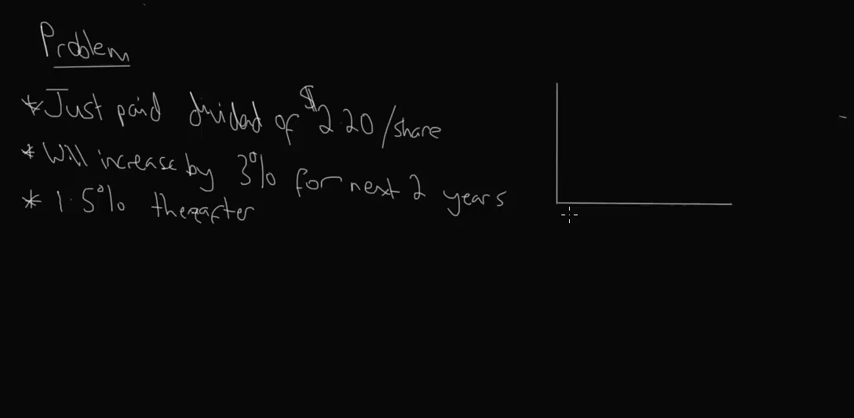 Problem
* Just paid dividend of $2.20/share
* Will increase by 3% for next 2 years
* 1.5% thereafter